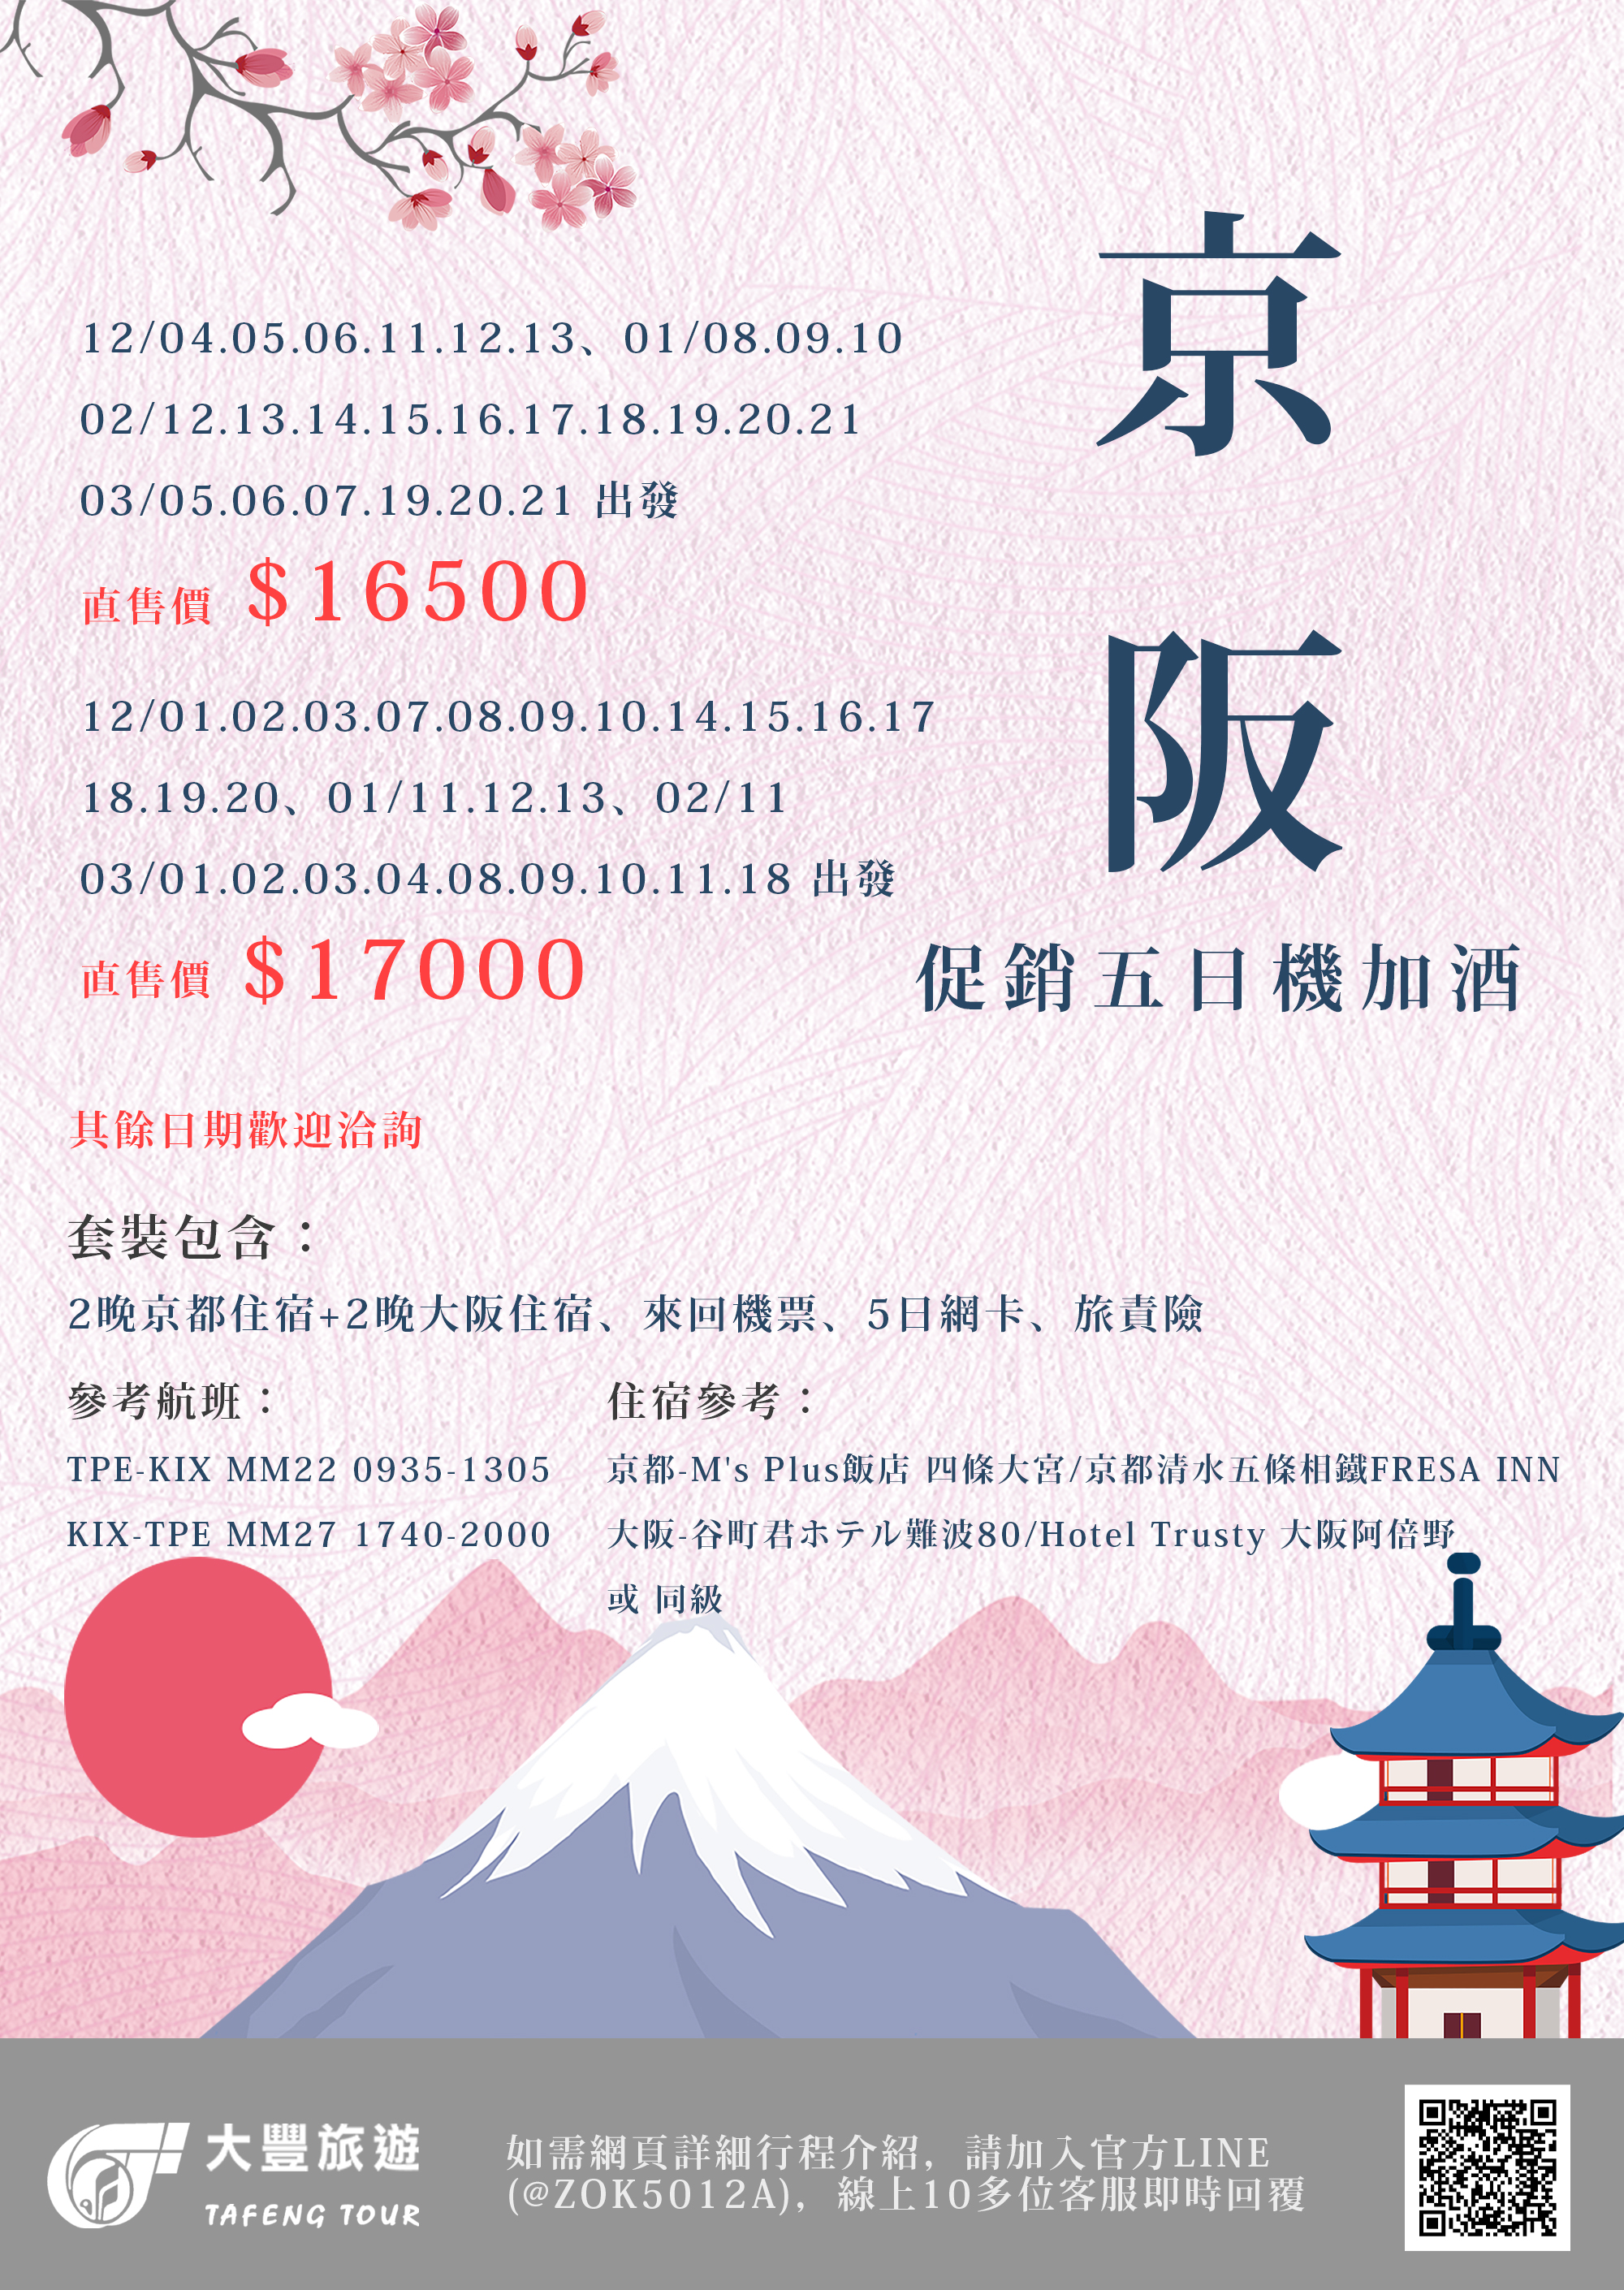 京
阪
促銷五日機加酒
12/04.05.06.11.12.13、01/08.09.10
02/12.13.14.15.16.17.18.19.20.21
03/05.06.07.19.20.21 出發
直售價 $16500
12/01.02.03.07.08.09.10.14.15.16.17
18.19.20、01/11.12.13、02/11
03/01.02.03.04.08.09.10.11.18 出發
直售價 $17000
其餘日期歡迎洽詢
套裝包含：
2晚京都住宿+2晚大阪住宿、來回機票、5日網卡、旅責險
參考航班：
TPE-KIX MM22 0935-1305
KIX-TPE MM27 1740-2000
住宿參考：
京都-M's Plus飯店 四條大宮/京都清水五條相鐵FRESA INN
大阪-谷町君ホテル難波80/Hotel Trusty 大阪阿倍野
或 同級
大豐旅遊
TAFENG TOUR
如需網頁詳細行程介紹，請加入官方LINE
(@ZOK5012A)，線上10多位客服即時回覆